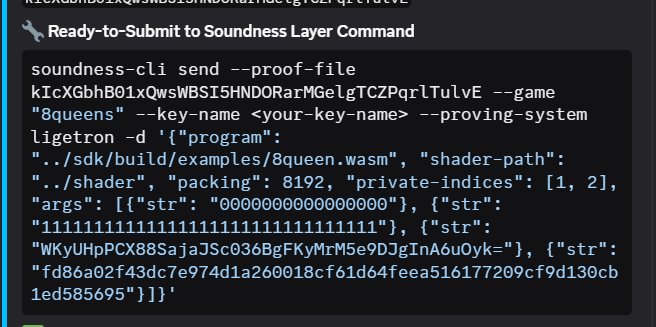 Ready-to-Submit to Soundness Layer Command
soundness-cli send --proof-file
kIcXGbhB01xQwsWBSI5HNDORarMGelgTCZPqrlTulvE --game
"8queens" --key-name <your-key-name> --proving-system
ligetron -d '{"program":
"../sdk/build/examples/8queen.wasm", "shader-path":
"../shader", "packing": 8192, "private-indices": [1, 2],
"args": [{"str": "0000000000000000"}, {"str":
"11111111111111111111111111111111"}, {"str":
"WKyUHpPCX88SajaJSc036BgFKyMrM5e9DJgInA6uOyk="}, {"str":
"fd86a02f43dc7e974d1a260018cf61d64feea516177209cf9d130cb
1ed585695"}]}'